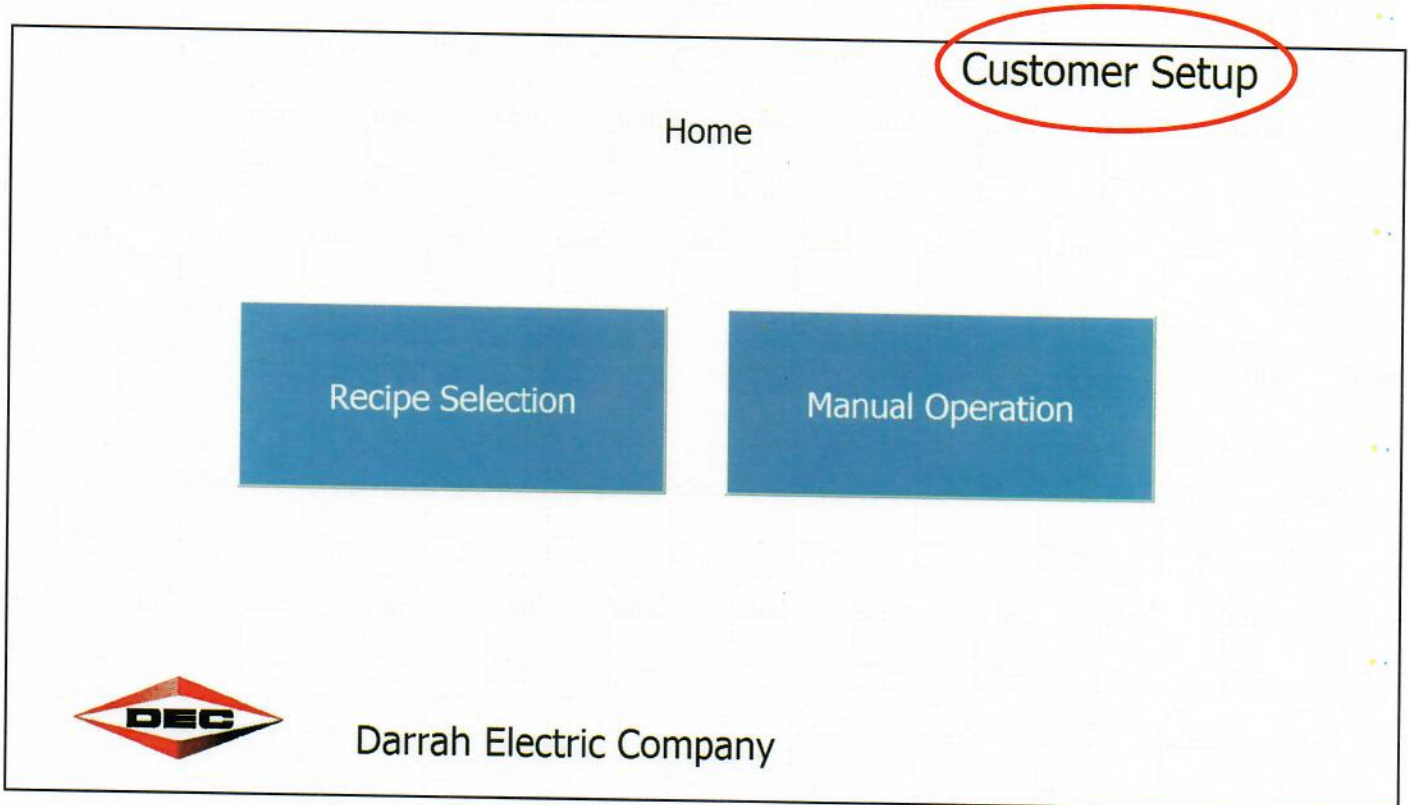 Customer Setup
Home
Recipe Selection
Manual Operation
DEC
Darrah Electric Company